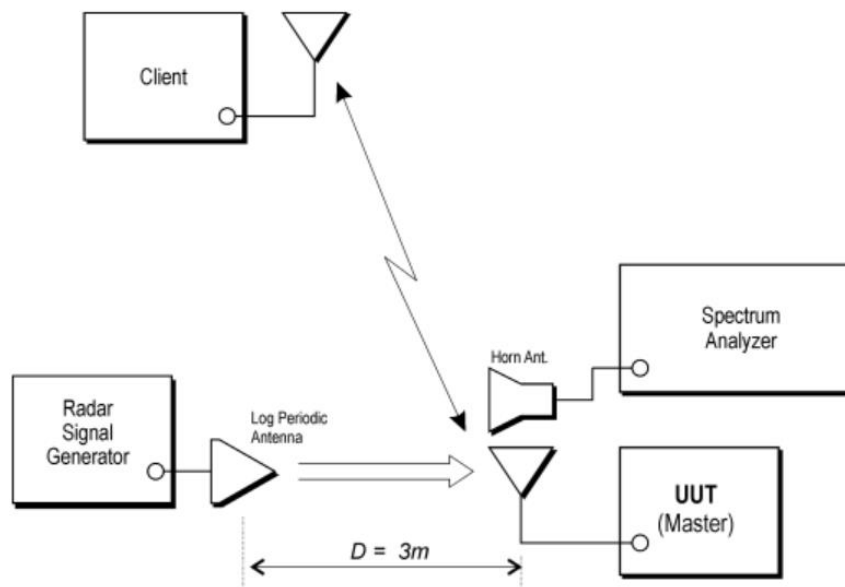 Client
Spectrum
Analyzer
Horn Ant.
Radar
Signal
Generator
Log Periodic
Antenna
UUT
(Master)
D = 3m